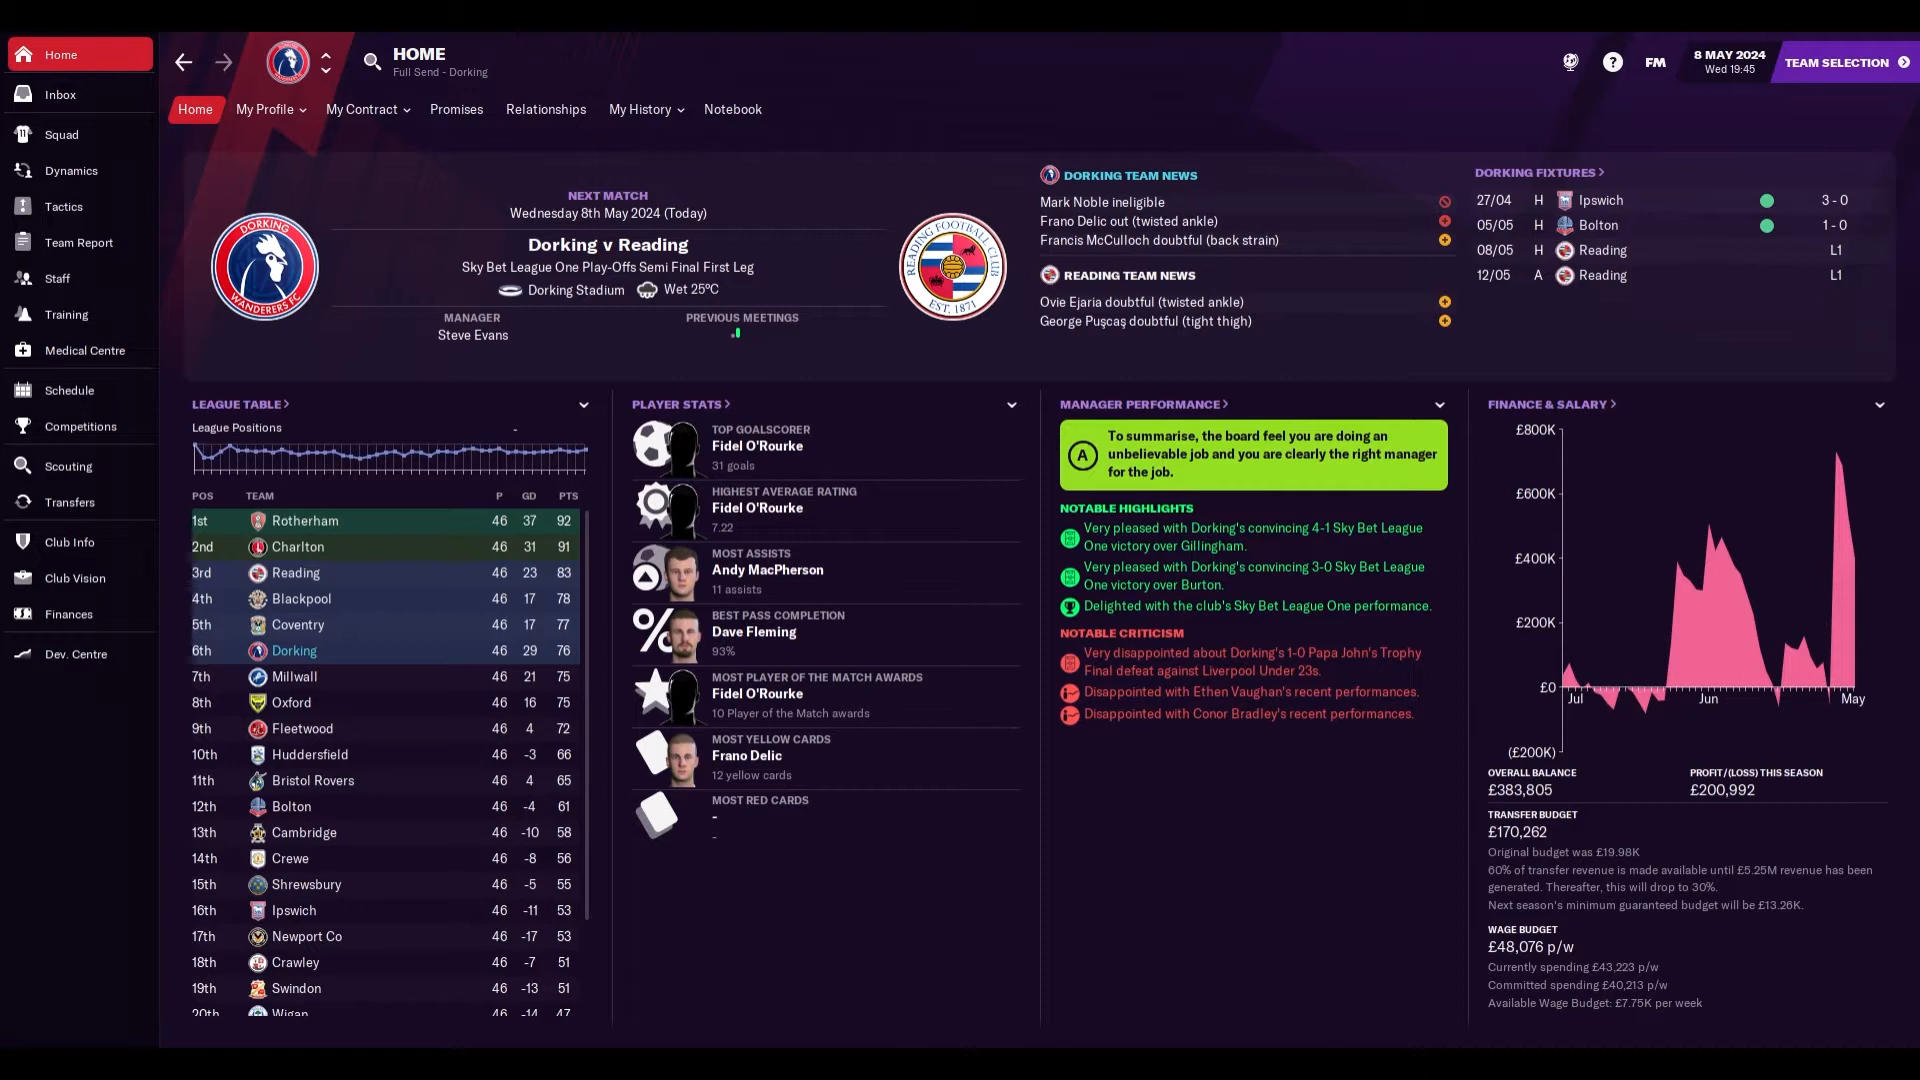 Home
Inbox
Squad
Dynamics
Tactics
Team Report
Staff
Training
Medical Centre
Schedule
Competitions
Scouting
Transfers
Club Info
Club Vision
Finances
Dev. Centre
HOME
Full Send - Dorking
FM
8 MAY 2024
Wed 19:45
TEAM SELECTION
Home My Profile My Contract Promises Relationships My History Notebook
DORKING WANDERERS FC
NEXT MATCH
Wednesday 8th May 2024 (Today)
Dorking v Reading
Sky Bet League One Play-Offs Semi Final First Leg
Dorking Stadium Wet 25°C
MANAGER
Steve Evans
PREVIOUS MEETINGS
READING FOOTBALL CLUB
EST. 1871
DORKING TEAM NEWS
Mark Noble ineligible
Frano Delic out (twisted ankle)
Francis McCulloch doubtful (back strain)
READING TEAM NEWS
Ovie Ejaria doubtful (twisted ankle)
George Puşcaş doubtful (tight thigh)
DORKING FIXTURES
27/04 H Ipswich 3 - 0
05/05 H Bolton 1 - 0
08/05 H Reading L1
12/05 A Reading L1
LEAGUE TABLE
League Positions -
POS TEAM P GD PTS
1st Rotherham 46 37 92
2nd Charlton 46 31 91
3rd Reading 46 23 83
4th Blackpool 46 17 78
5th Coventry 46 17 77
6th Dorking 46 29 76
7th Millwall 46 21 75
8th Oxford 46 16 75
9th Fleetwood 46 4 72
10th Huddersfield 46 -3 66
11th Bristol Rovers 46 4 65
12th Bolton 46 -4 61
13th Cambridge 46 -10 58
14th Crewe 46 -8 56
15th Shrewsbury 46 -5 55
16th Ipswich 46 -11 53
17th Newport Co 46 -17 53
18th Crawley 46 -7 51
19th Swindon 46 -13 51
20th Wigan 46 -14 47
PLAYER STATS
TOP GOALSCORER
Fidel O'Rourke
31 goals
HIGHEST AVERAGE RATING
Fidel O'Rourke
7.22
MOST ASSISTS
Andy MacPherson
11 assists
BEST PASS COMPLETION
Dave Fleming
93%
MOST PLAYER OF THE MATCH AWARDS
Fidel O'Rourke
10 Player of the Match awards
MOST YELLOW CARDS
Frano Delic
12 yellow cards
MOST RED CARDS
-
-
MANAGER PERFORMANCE
A
To summarise, the board feel you are doing an
unbelievable job and you are clearly the right manager
for the job.
NOTABLE HIGHLIGHTS
Very pleased with Dorking's convincing 4-1 Sky Bet League
One victory over Gillingham.
Very pleased with Dorking's convincing 3-0 Sky Bet League
One victory over Burton.
Delighted with the club's Sky Bet League One performance.
NOTABLE CRITICISM
Very disappointed about Dorking's 1-0 Papa John's Trophy
Final defeat against Liverpool Under 23s.
Disappointed with Ethen Vaughan's recent performances.
Disappointed with Conor Bradley's recent performances.
FINANCE & SALARY
£800K
£600K
£400K
£200K
£0
(£200K)
Jul Jun May
OVERALL BALANCE
£383,805
PROFIT/(LOSS) THIS SEASON
£200,992
TRANSFER BUDGET
£170,262
Original budget was £19.98K
60% of transfer revenue is made available until £5.25M revenue has been
generated. Thereafter, this will drop to 30%.
Next season's minimum guaranteed budget will be £13.26K.
WAGE BUDGET
£48,076 p/w
Currently spending £43,223 p/w
Committed spending £40,213 p/w
Available Wage Budget: £7.75K per week